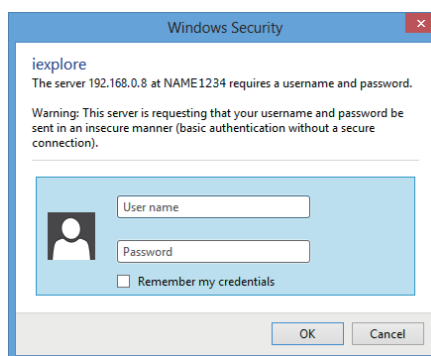 Windows Security
iexplore
The server 192.168.0.8 at NAME1234 requires a username and password.
Warning: This server is requesting that your username and password be
sent in an insecure manner (basic authentication without a secure
connection).
User name
Password
Remember my credentials
OK
Cancel